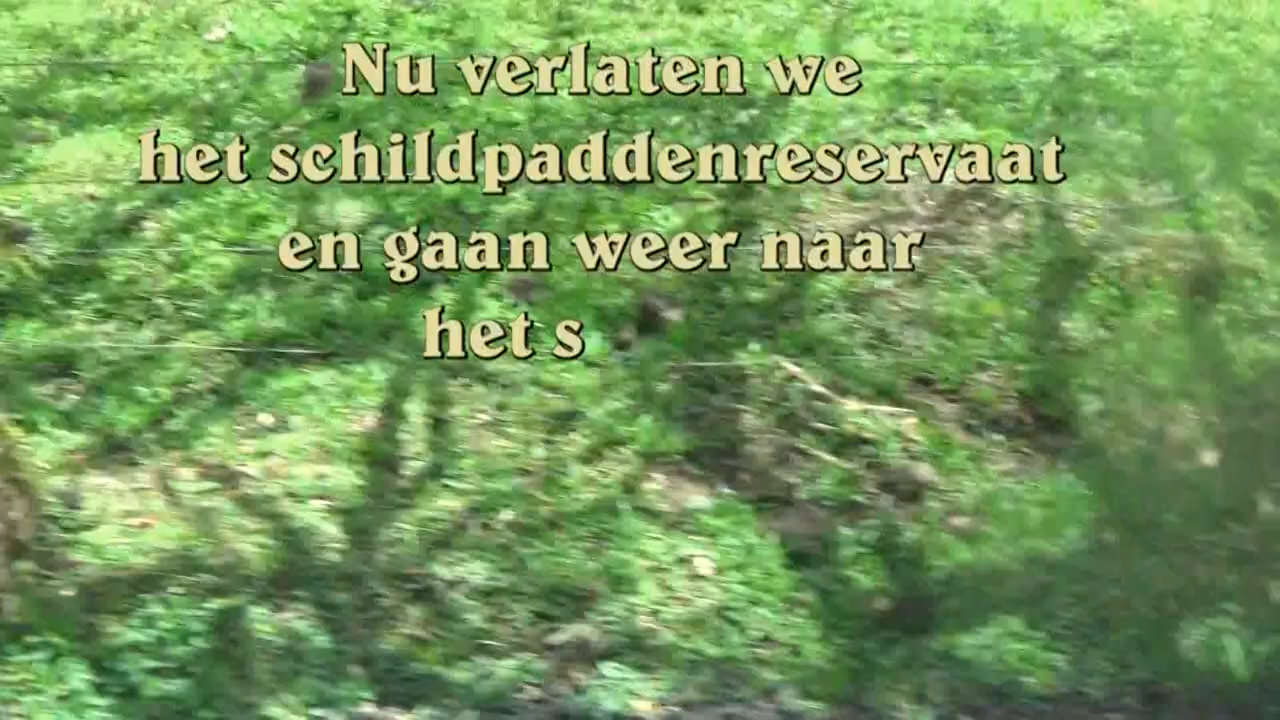 Nu verlaten we
het schildpaddenreservaat
en gaan weer naar
het s